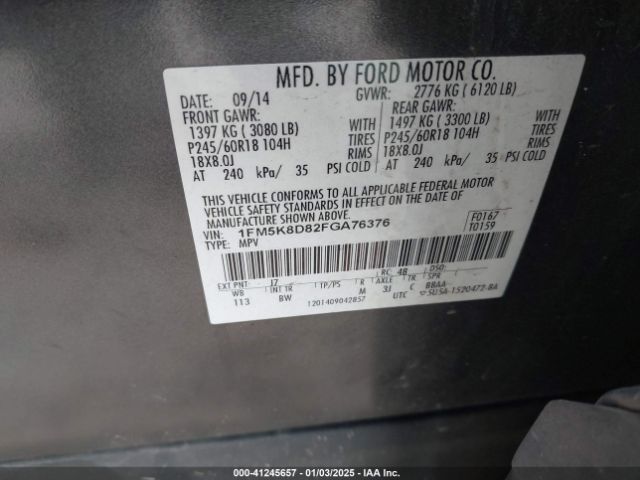 MFD. BY FORD MOTOR CO.
DATE: 09/14 GVWR: 2776 KG ( 6120 LB)
FRONT GAWR: REAR GAWR:
1397 KG ( 3080 LB) WITH 1497 KG ( 3300 LB) WITH
P245/60R18 104H TIRES P245/60R18 104H TIRES
18X8.0J RIMS 18X8.0J RIMS
AT 240 kPa/ 35 PSI COLD AT 240 kPa/ 35 PSI COLD
THIS VEHICLE CONFORMS TO ALL APPLICABLE FEDERAL MOTOR
VEHICLE SAFETY STANDARDS IN EFFECT ON THE DATE OF
MANUFACTURE SHOWN ABOVE.
VIN: 1FM5K8D82FGA76376 F0167
TYPE: MPV T0159
EXT PNT: J7 RC: 48 DSO:
WB INT TR TP/PS R AXLE TR SPR
113 BW M 3J C BBAA
1201409042857 UTC 5U5A-1520472-BA
000-41245657 - 01/03/2025 - IAA Inc.